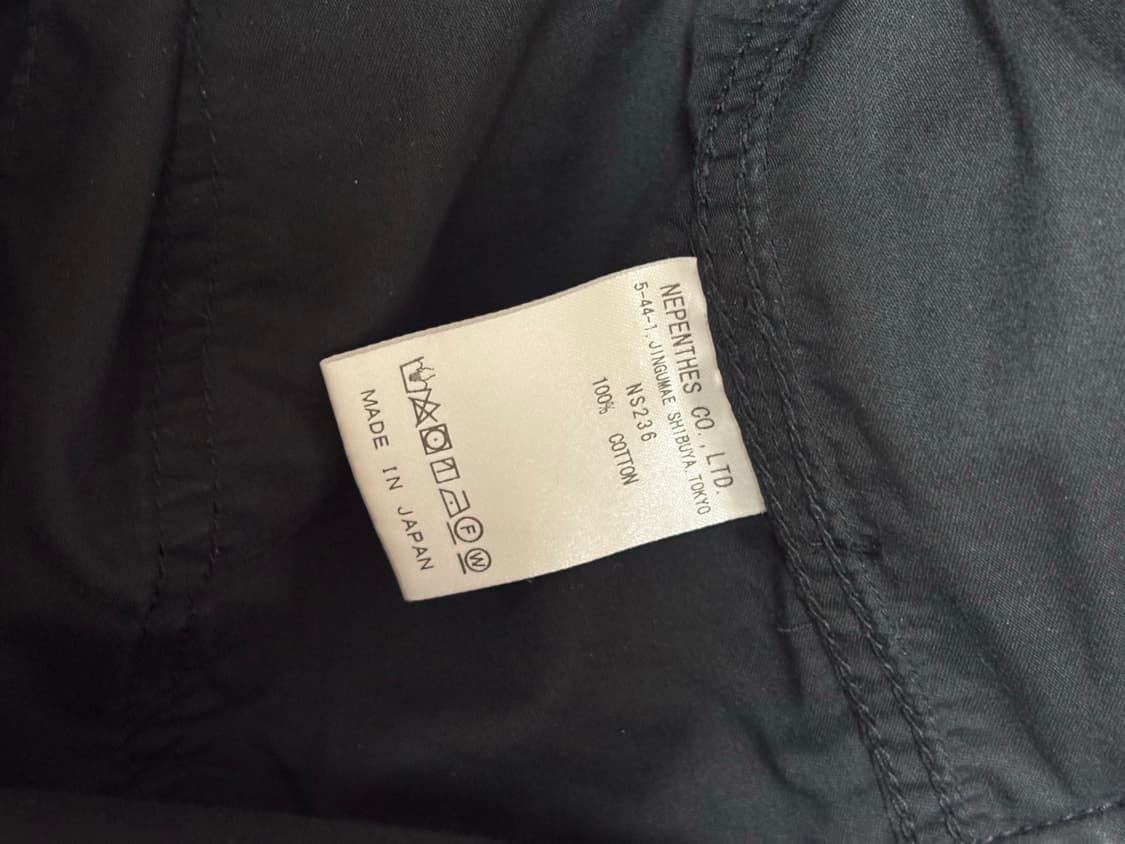 NEPENTHES CO., LTD.
5-44-1, JINGUMAE SHIBUYA, TOKYO
NS236
100% COTTON
F W
MADE IN JAPAN